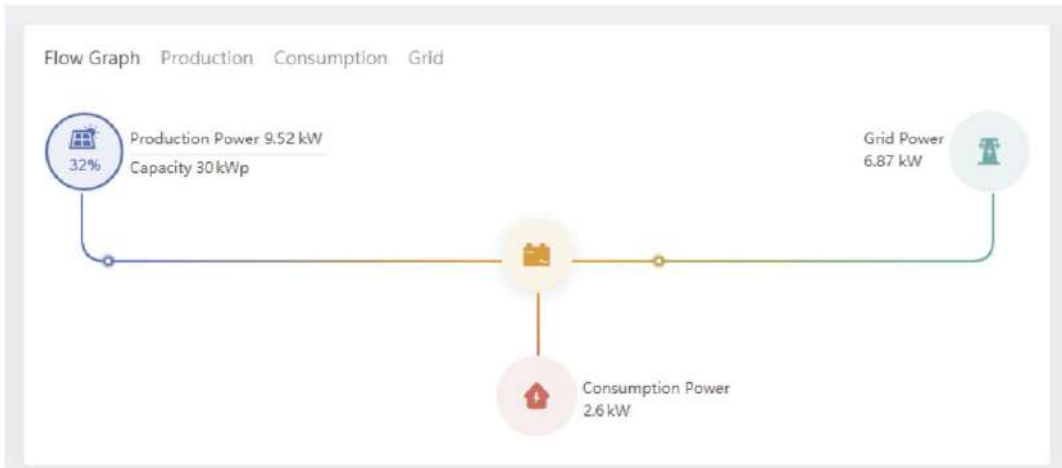 Flow Graph Production Consumption Grid
Production Power 9.52 kW
Capacity 30 kWp
32%
Grid Power
6.87 kW
Consumption Power
2.6 kW